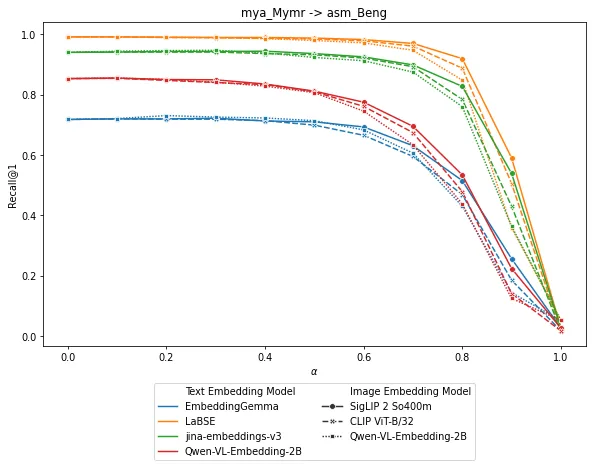 mya_Mymr -> asm_Beng
1.0
0.8
0.6
0.4
0.2
0.0
Recall@1
0.0 0.2 0.4 0.6 0.8 1.0
α
Text Embedding Model Image Embedding Model
EmbeddingGemma SigLIP 2 So400m
LaBSE CLIP ViT-B/32
jina-embeddings-v3 Qwen-VL-Embedding-2B
Qwen-VL-Embedding-2B